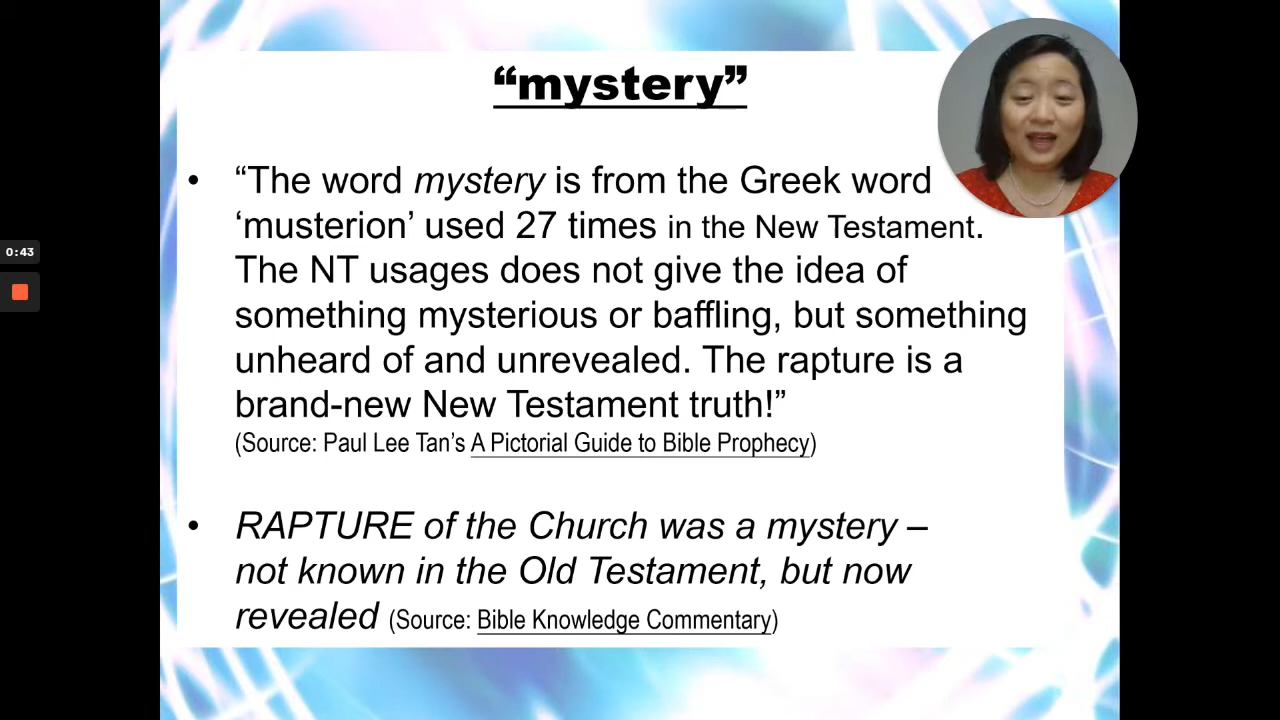 “mystery”
• “The word mystery is from the Greek word
‘musterion’ used 27 times in the New Testament.
The NT usages does not give the idea of
something mysterious or baffling, but something
unheard of and unrevealed. The rapture is a
brand-new New Testament truth!”
(Source: Paul Lee Tan’s A Pictorial Guide to Bible Prophecy)
• RAPTURE of the Church was a mystery –
not known in the Old Testament, but now
revealed (Source: Bible Knowledge Commentary)
0:43